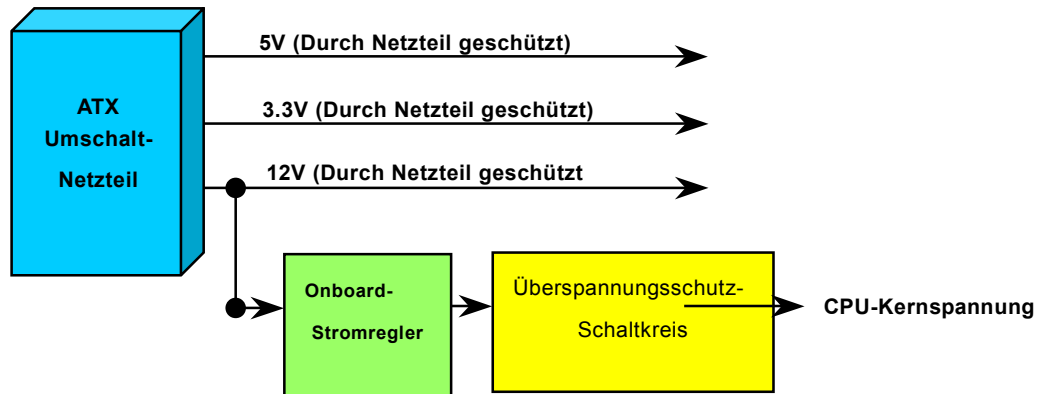 ATX
Umschalt-
Netzteil
5V (Durch Netzteil geschützt)
3.3V (Durch Netzteil geschützt)
12V (Durch Netzteil geschützt
Onboard-
Stromregler
Überspannungsschutz-
Schaltkreis
CPU-Kernspannung